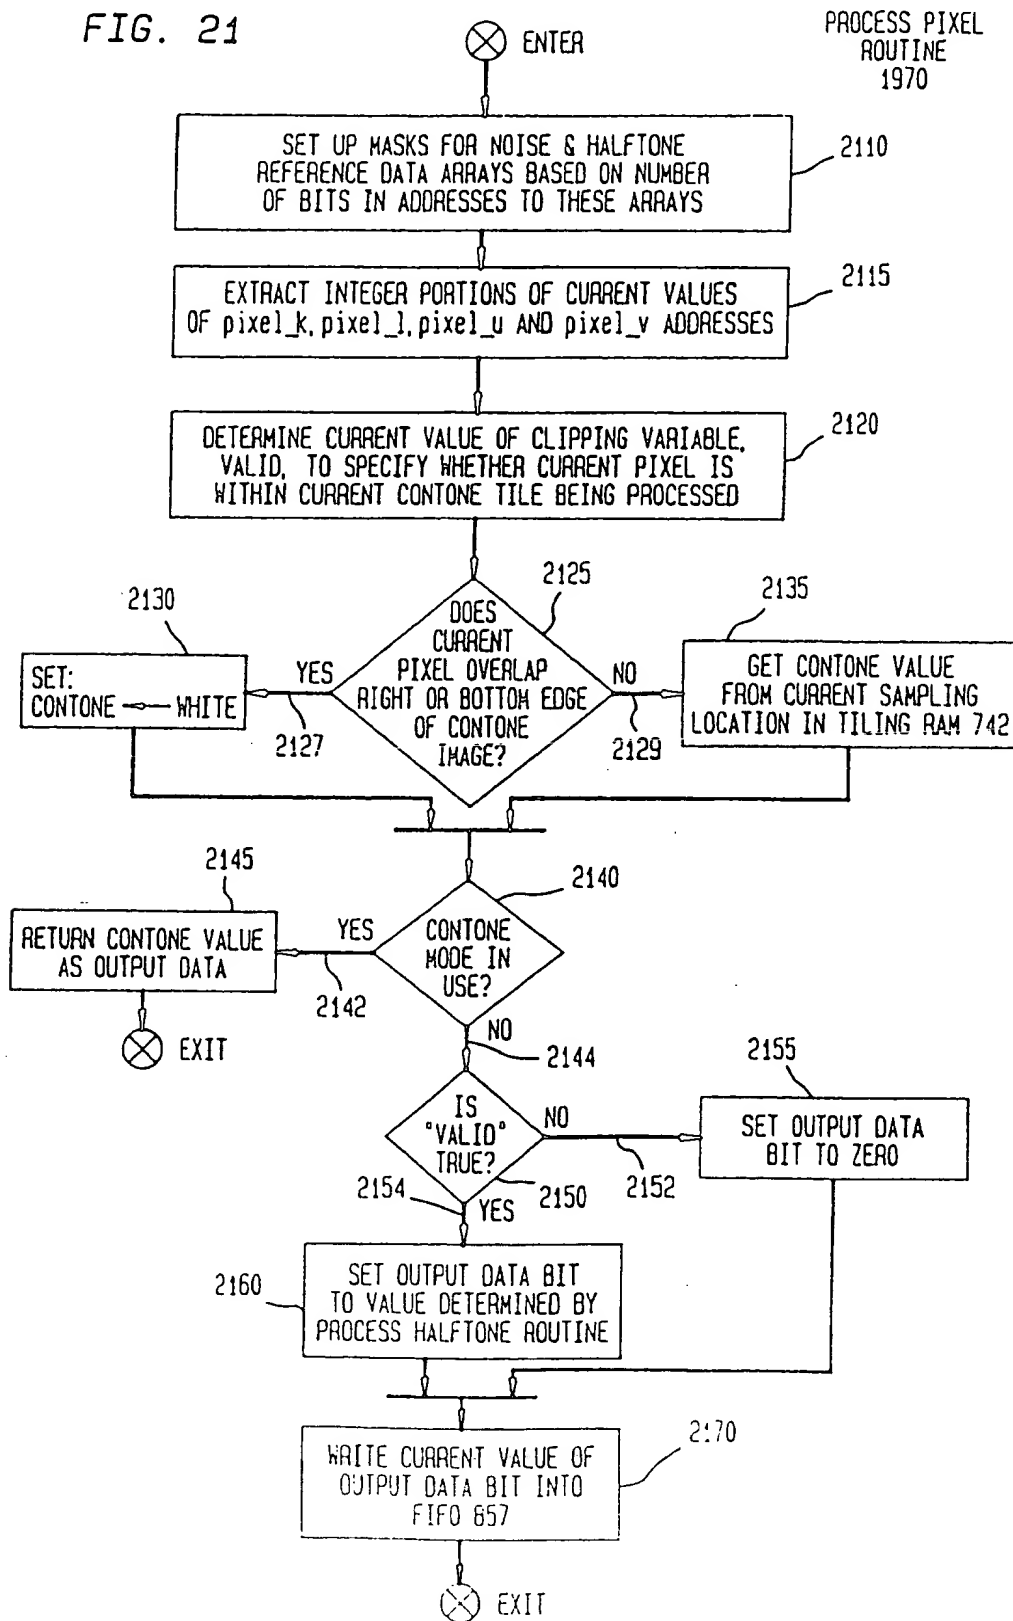 FIG. 21
ENTER
PROCESS PIXEL
ROUTINE
1970
SET UP MASKS FOR NOISE & HALFTONE
REFERENCE DATA ARRAYS BASED ON NUMBER
OF BITS IN ADDRESSES TO THESE ARRAYS
2110
EXTRACT INTEGER PORTIONS OF CURRENT VALUES
OF pixel_k, pixel_l, pixel_u AND pixel_v ADDRESSES
2115
DETERMINE CURRENT VALUE OF CLIPPING VARIABLE,
VALID, TO SPECIFY WHETHER CURRENT PIXEL IS
WITHIN CURRENT CONTONE TILE BEING PROCESSED
2120
2125
DOES
CURRENT
PIXEL OVERLAP
RIGHT OR BOTTOM EDGE
OF CONTONE
IMAGE?
2130
YES
2127
SET:
CONTONE ← WHITE
NO
2129
2135
GET CONTONE VALUE
FROM CURRENT SAMPLING
LOCATION IN TILING RAM 742
2140
CONTONE
MODE IN
USE?
2145
YES
2142
RETURN CONTONE VALUE
AS OUTPUT DATA
EXIT
NO
2144
IS
"VALID"
TRUE?
2150
NO
2152
2155
SET OUTPUT DATA
BIT TO ZERO
2154
YES
2160
SET OUTPUT DATA BIT
TO VALUE DETERMINED BY
PROCESS HALFTONE ROUTINE
2170
WRITE CURRENT VALUE OF
OUTPUT DATA BIT INTO
FIFO 857
EXIT